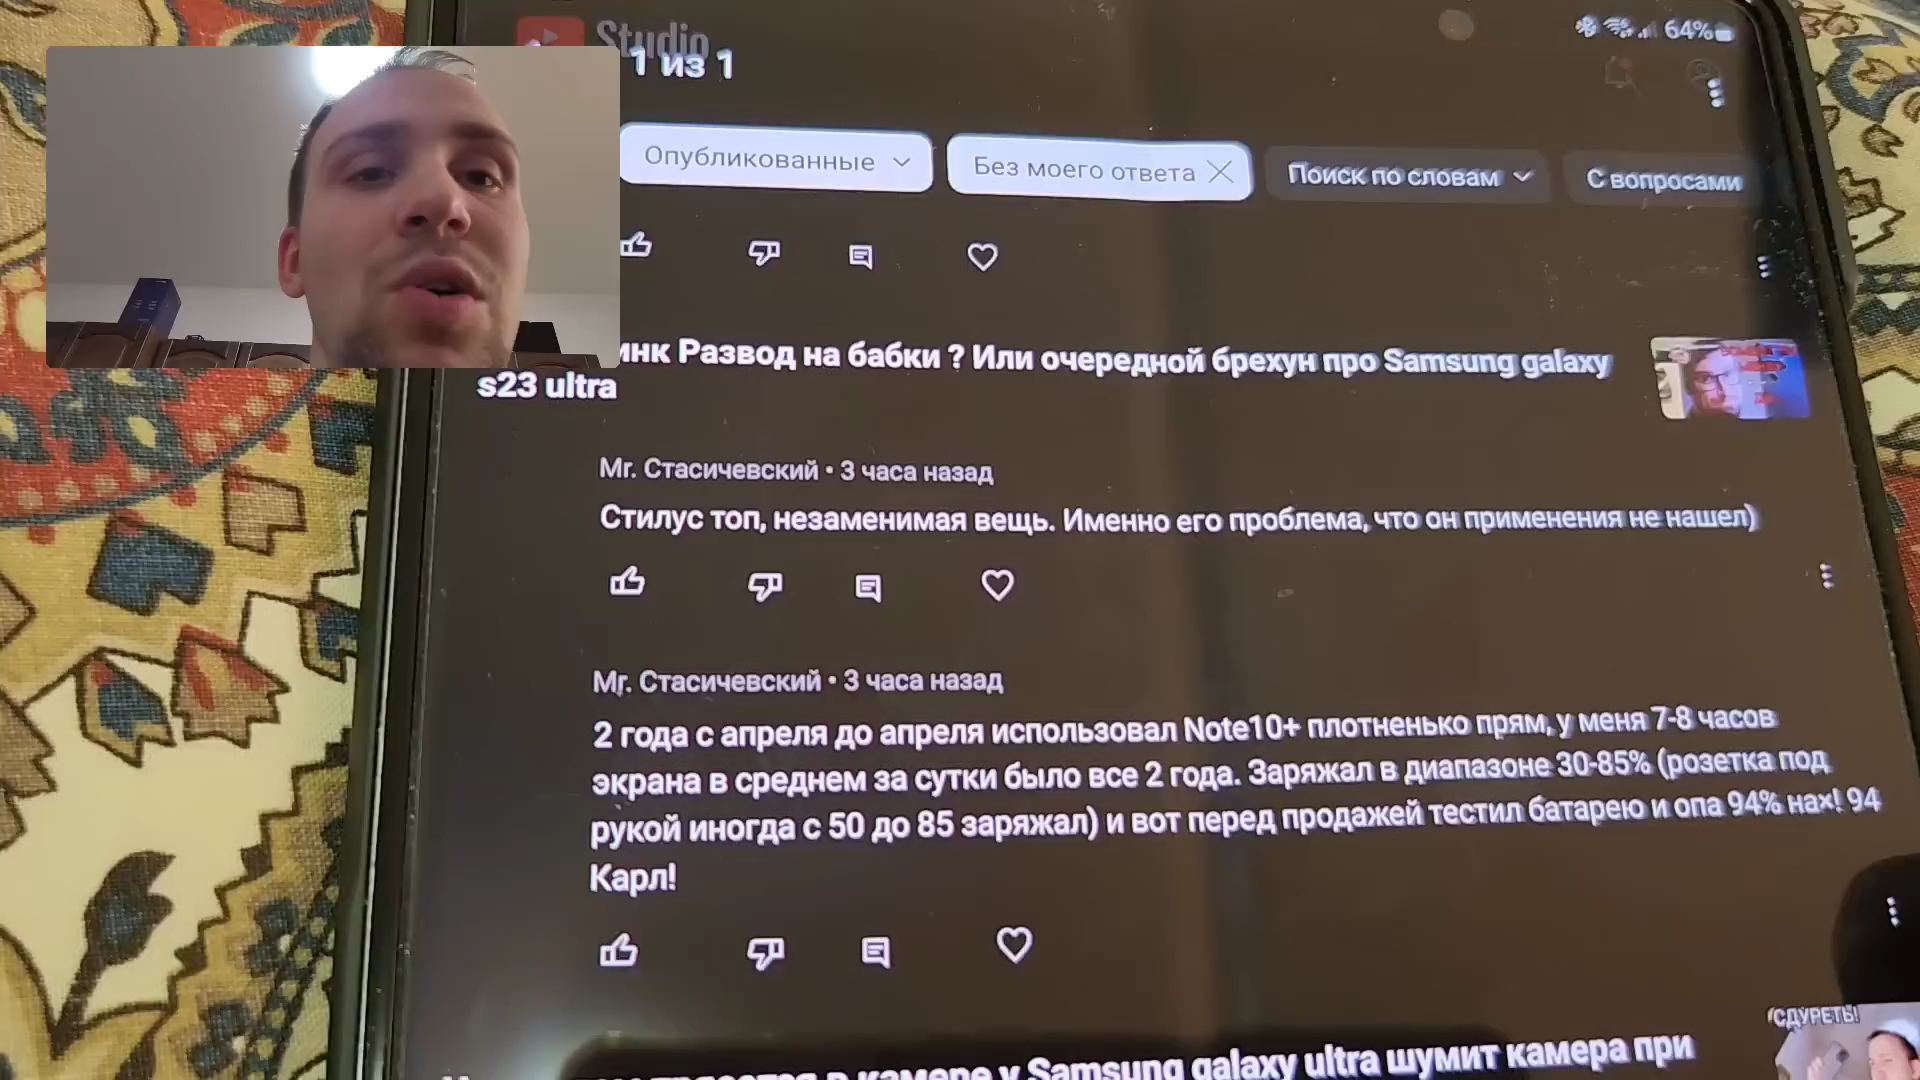 Studio
64%
1 из 1
Опубликованные
Без моего ответа
Поиск по словам
С вопросами
Развод на бабки ? Или очередной брехун про Samsung galaxy
s23 ultra
Mr. Стасичевский • 3 часа назад
Стилус топ, незаменимая вещь. Именно его проблема, что он применения не нашел)
Mr. Стасичевский • 3 часа назад
2 года с апреля до апреля использовал Note10+ плотненько прям, у меня 7-8 часов
экрана в среднем за сутки было все 2 года. Заряжал в диапазоне 30-85% (розетка под
рукой иногда с 50 до 85 заряжал) и вот перед продажей тестил батарею и опа 94% нах! 94
Карл!
СДУРЕТЬ!
в камере у Samsung galaxy ultra шумит камера при